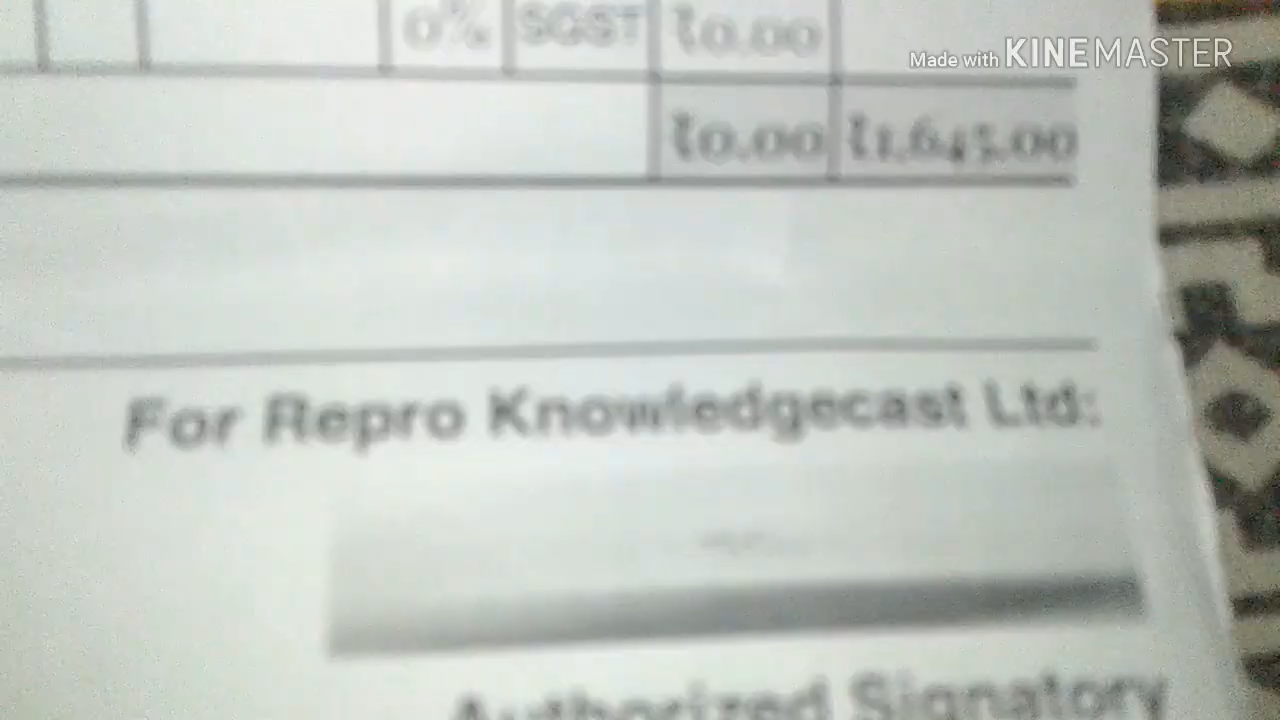 0% SGST ₹0.00
Made with KINEMASTER
₹0.00 ₹1,645.00
For Repro Knowledgecast Ltd:
Authorized Signatory